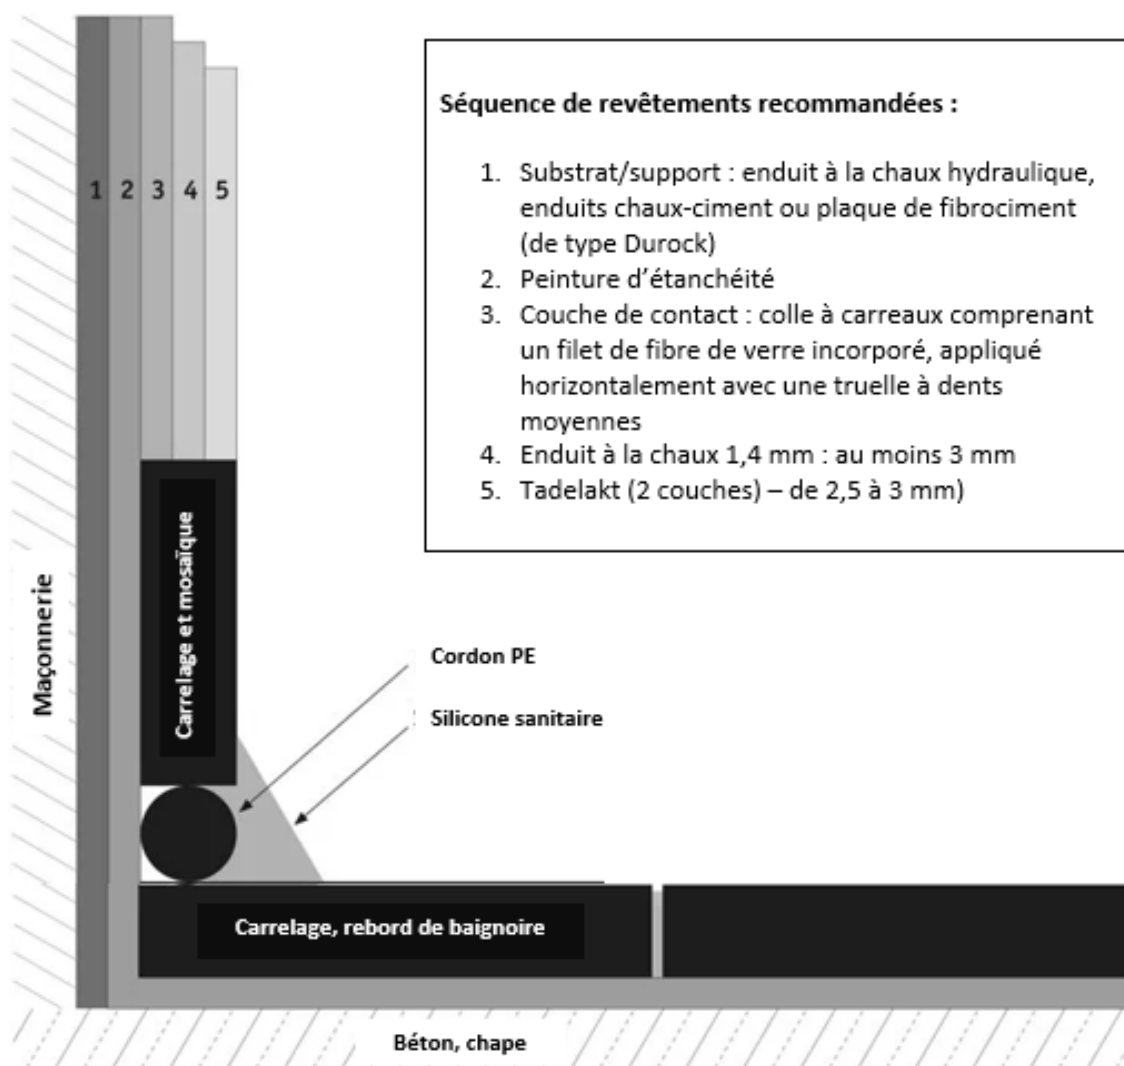 Séquence de revêtements recommandées :
1. Substrat/support : enduit à la chaux hydraulique,
enduits chaux-ciment ou plaque de fibrociment
(de type Durock)
2. Peinture d’étanchéité
3. Couche de contact : colle à carreaux comprenant
un filet de fibre de verre incorporé, appliqué
horizontalement avec une truelle à dents
moyennes
4. Enduit à la chaux 1,4 mm : au moins 3 mm
5. Tadelakt (2 couches) – de 2,5 à 3 mm)
1 2 3 4 5
Maçonnerie
Carrelage et mosaïque
Cordon PE
Silicone sanitaire
Carrelage, rebord de baignoire
Béton, chape